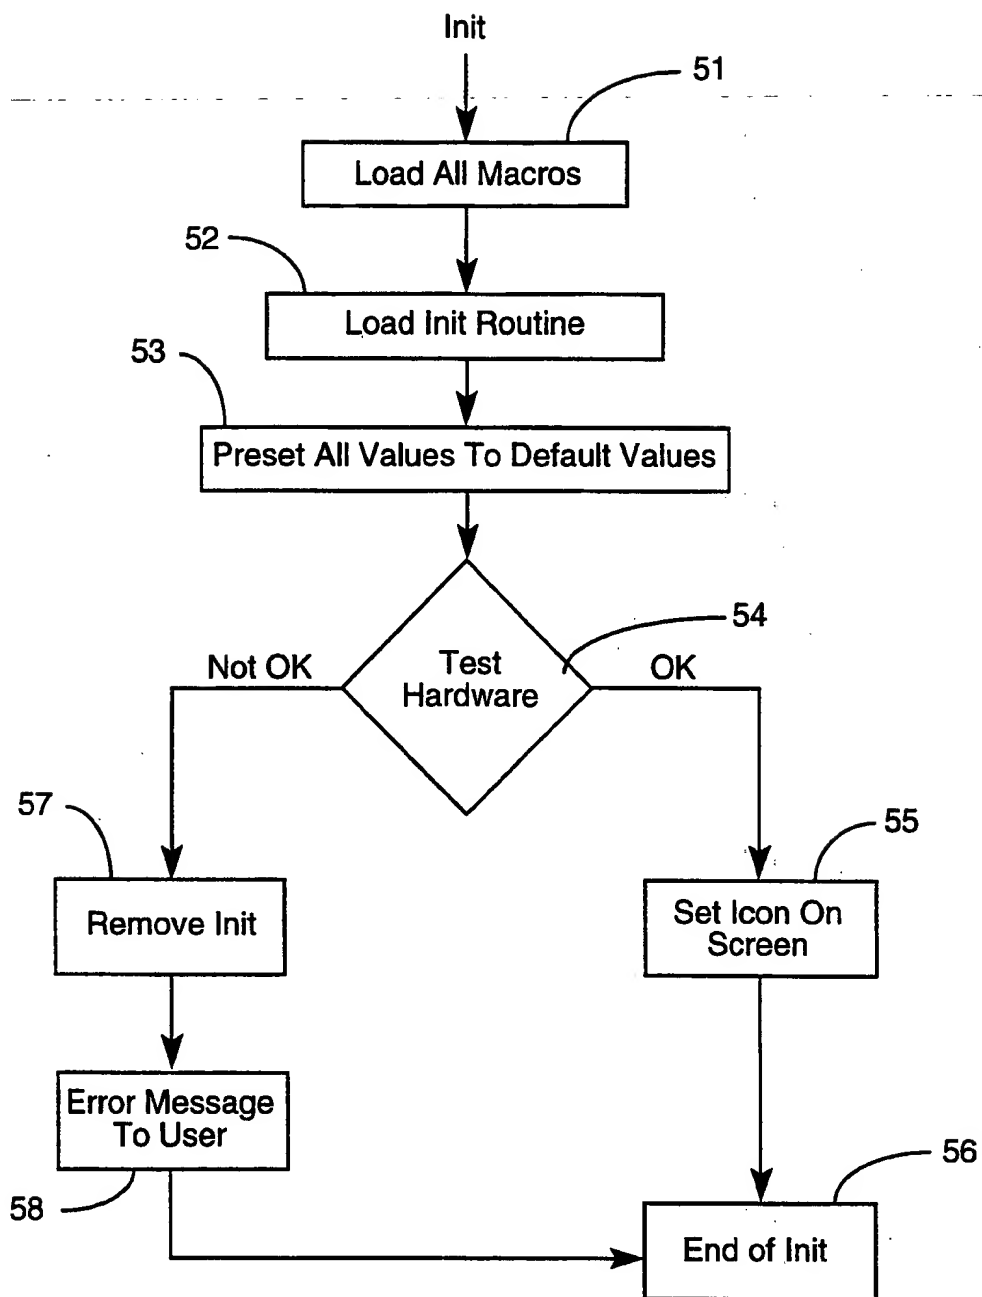 Init
51
Load All Macros
52
Load Init Routine
53
Preset All Values To Default Values
54
Test
Hardware
Not OK
OK
57
55
Remove Init
Set Icon On
Screen
Error Message
To User
58
56
End of Init